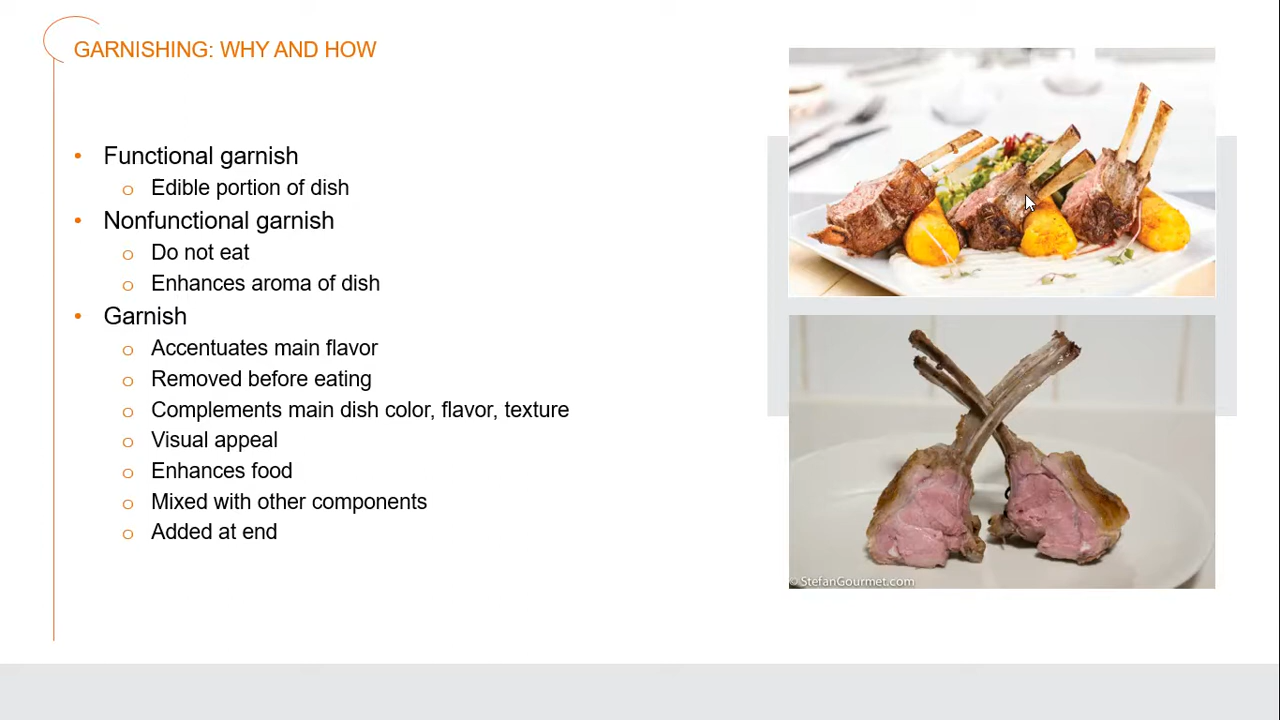 GARNISHING: WHY AND HOW
• Functional garnish
o Edible portion of dish
• Nonfunctional garnish
o Do not eat
o Enhances aroma of dish
• Garnish
o Accentuates main flavor
o Removed before eating
o Complements main dish color, flavor, texture
o Visual appeal
o Enhances food
o Mixed with other components
o Added at end
© StefanGourmet.com